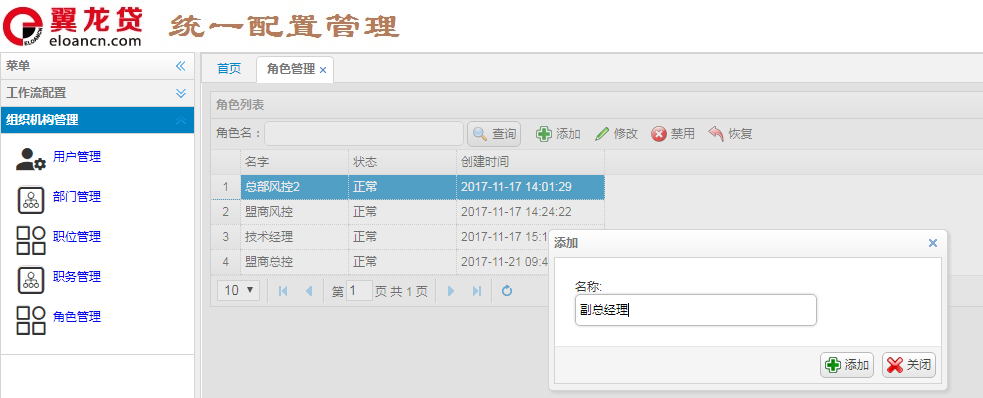 翼龙贷
eloancn.com
统一配置管理
菜单
工作流配置
组织机构管理
用户管理
部门管理
职位管理
职务管理
角色管理
首页 角色管理
角色列表
角色名： 查询 添加 修改 禁用 恢复
名字 状态 创建时间
1 总部风控2 正常 2017-11-17 14:01:29
2 盟商风控 正常 2017-11-17 14:24:22
3 技术经理 正常 2017-11-17 15:1
4 盟商总控 正常 2017-11-21 09:4
10 第 1 页 共 1 页
添加
名称:
副总经理
添加 关闭